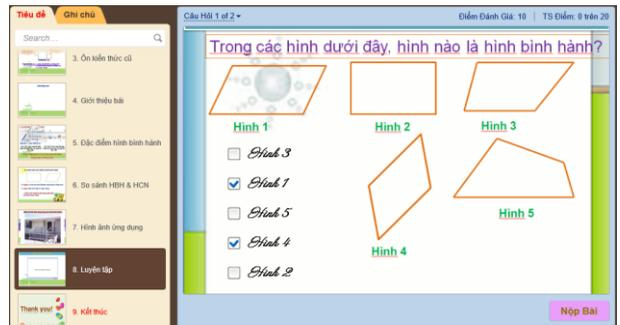 Tiêu đề
Ghi chú
Search...
3. Ôn kiến thức cũ
4. Giới thiệu bài
5. Đặc điểm hình bình hành
6. So sánh HBH & HCN
7. Hình ảnh ứng dụng
8. Luyện tập
Thank you!
9. Kết thúc
Câu Hỏi 1 of 2
Điểm Đánh Giá: 10 | TS Điểm: 0 trên 20
Trong các hình dưới đây, hình nào là hình bình hành?
Hình 1
Hình 2
Hình 3
Hình 3
Hình 1
Hình 5
Hình 4
Hình 2
Hình 4
Hình 5
Nộp Bài